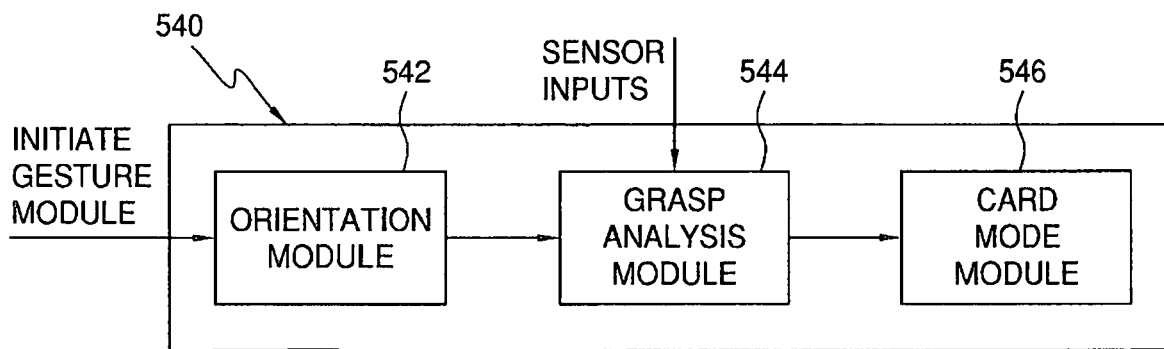 540
542
SENSOR
INPUTS
544
546
INITIATE
GESTURE
MODULE
ORIENTATION
MODULE
GRASP
ANALYSIS
MODULE
CARD
MODE
MODULE